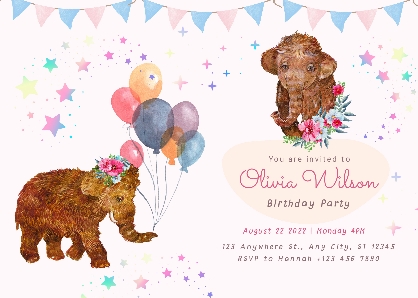 You are invited to
Olivia Wilson
Birthday Party
August 22 2022 | Monday 4PM
123 Anywhere St., Any City, ST 12345
RSVP to Hannah +123 456 7890